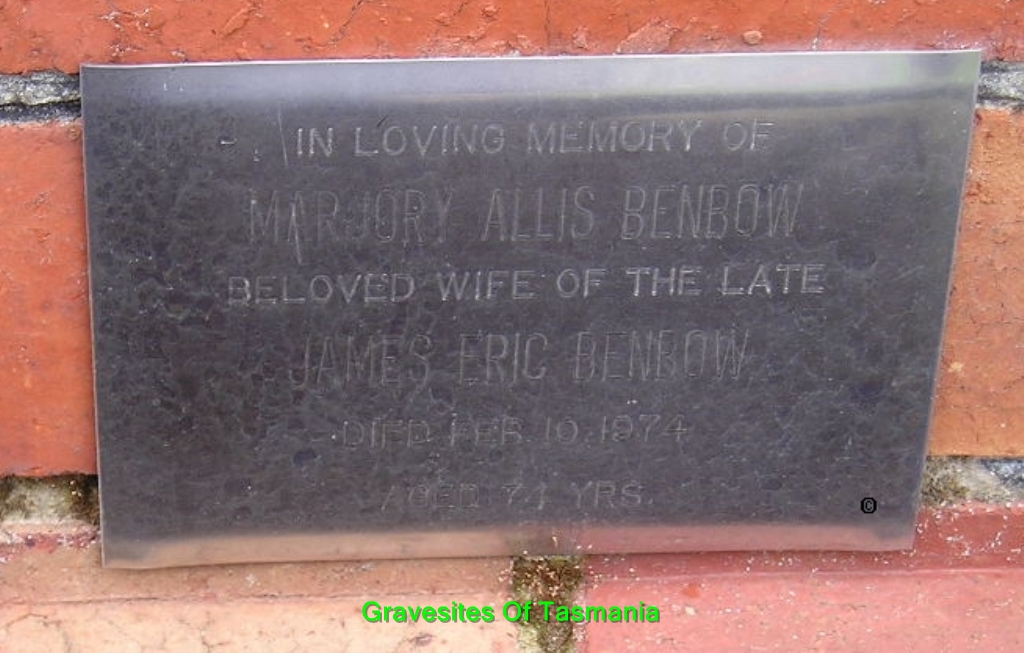 IN LOVING MEMORY OF
MARJORY ALLIS BENBOW
BELOVED WIFE OF THE LATE
JAMES ERIC BENBOW
DIED FEB 10 1974
AGED 74 YRS.
©
Gravesites Of Tasmania